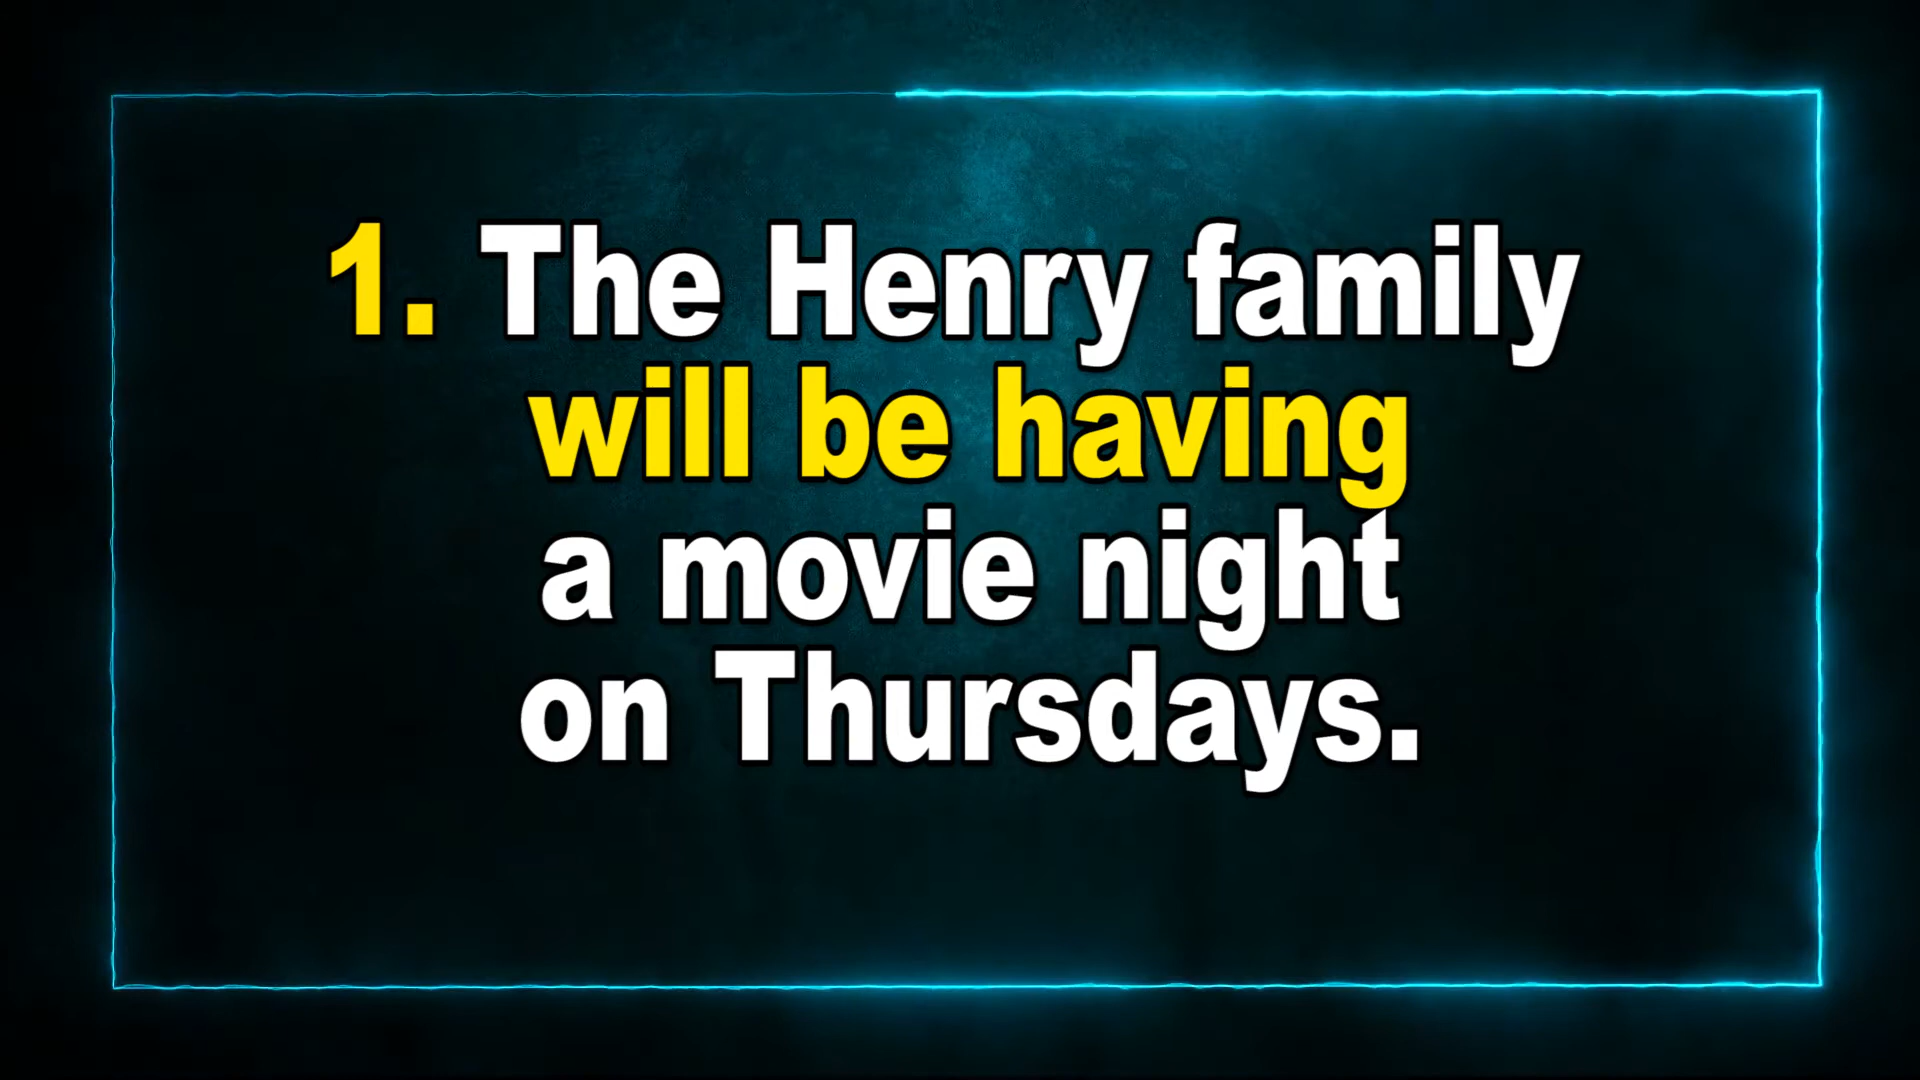 1. The Henry family
will be having
a movie night
on Thursdays.